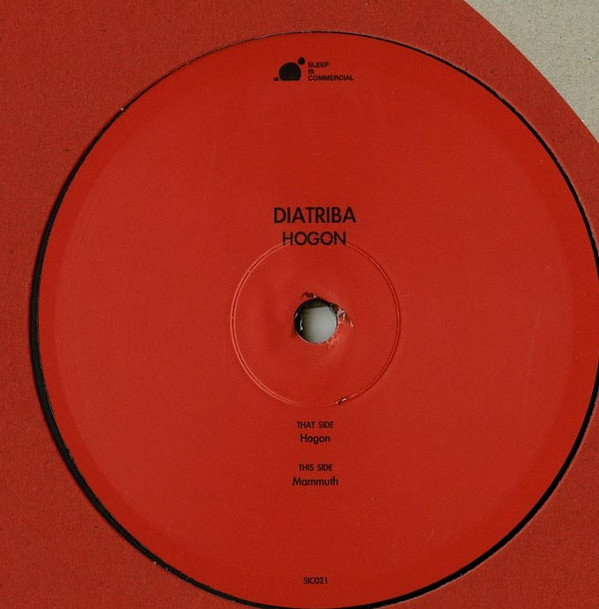 SLEEP
IS
COMMERCIAL
DIATRIBA
HOGON
THAT SIDE
Hogon
THIS SIDE
Mammuth
SIC021